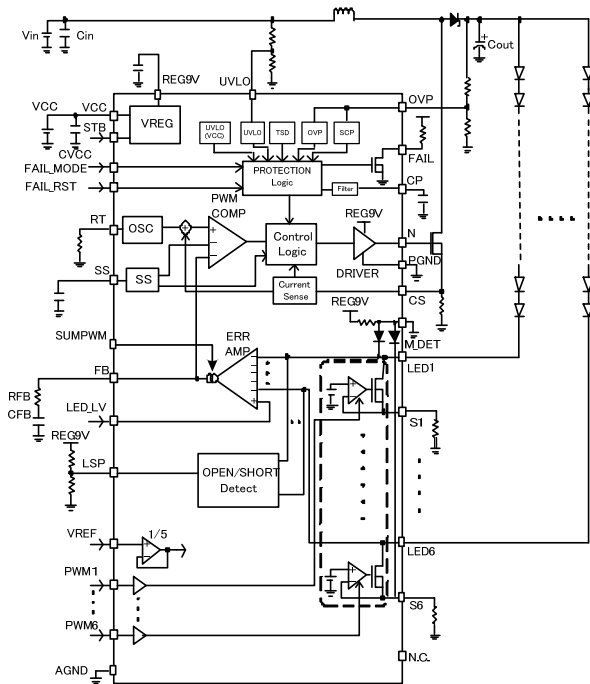 Vin
Cin
Cout
REG9V
UVLO
OVP
VCC
VCC
STB
VREG
UVLO
(VCC)
UVLO
TSD
OVP
SCP
CVCC
FAIL
FAIL_MODE
FAIL_RST
PROTECTION
Logic
Filter
CP
PWM
COMP
RT
OSC
REG9V
N
Control
Logic
PGND
DRIVER
SS
SS
Current
Sense
CS
REG9V
SUMPWM
ERR
AMP
M_DET
FB
LED1
RFB
CFB
LED_LV
S1
REG9V
LSP
OPEN/SHORT
Detect
VREF
1/5
LED6
PWM1
PWM6
S6
AGND
N.C.